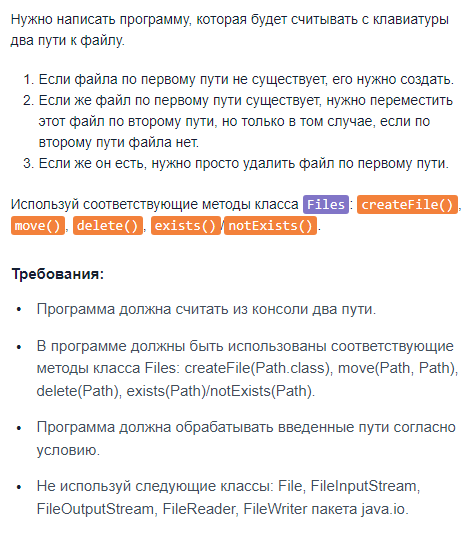 Нужно написать программу, которая будет считывать с клавиатуры
два пути к файлу.
1. Если файла по первому пути не существует, его нужно создать.
2. Если же файл по первому пути существует, нужно переместить
этот файл по второму пути, но только в том случае, если по
второму пути файла нет.
3. Если же он есть, нужно просто удалить файл по первому пути.
Используй соответствующие методы класса Files: createFile(),
move(), delete(), exists()/notExists().
Требования:
• Программа должна считать из консоли два пути.
• В программе должны быть использованы соответствующие
методы класса Files: createFile(Path.class), move(Path, Path),
delete(Path), exists(Path)/notExists(Path).
• Программа должна обрабатывать введенные пути согласно
условию.
• Не используй следующие классы: File, FileInputStream,
FileOutputStream, FileReader, FileWriter пакета java.io.